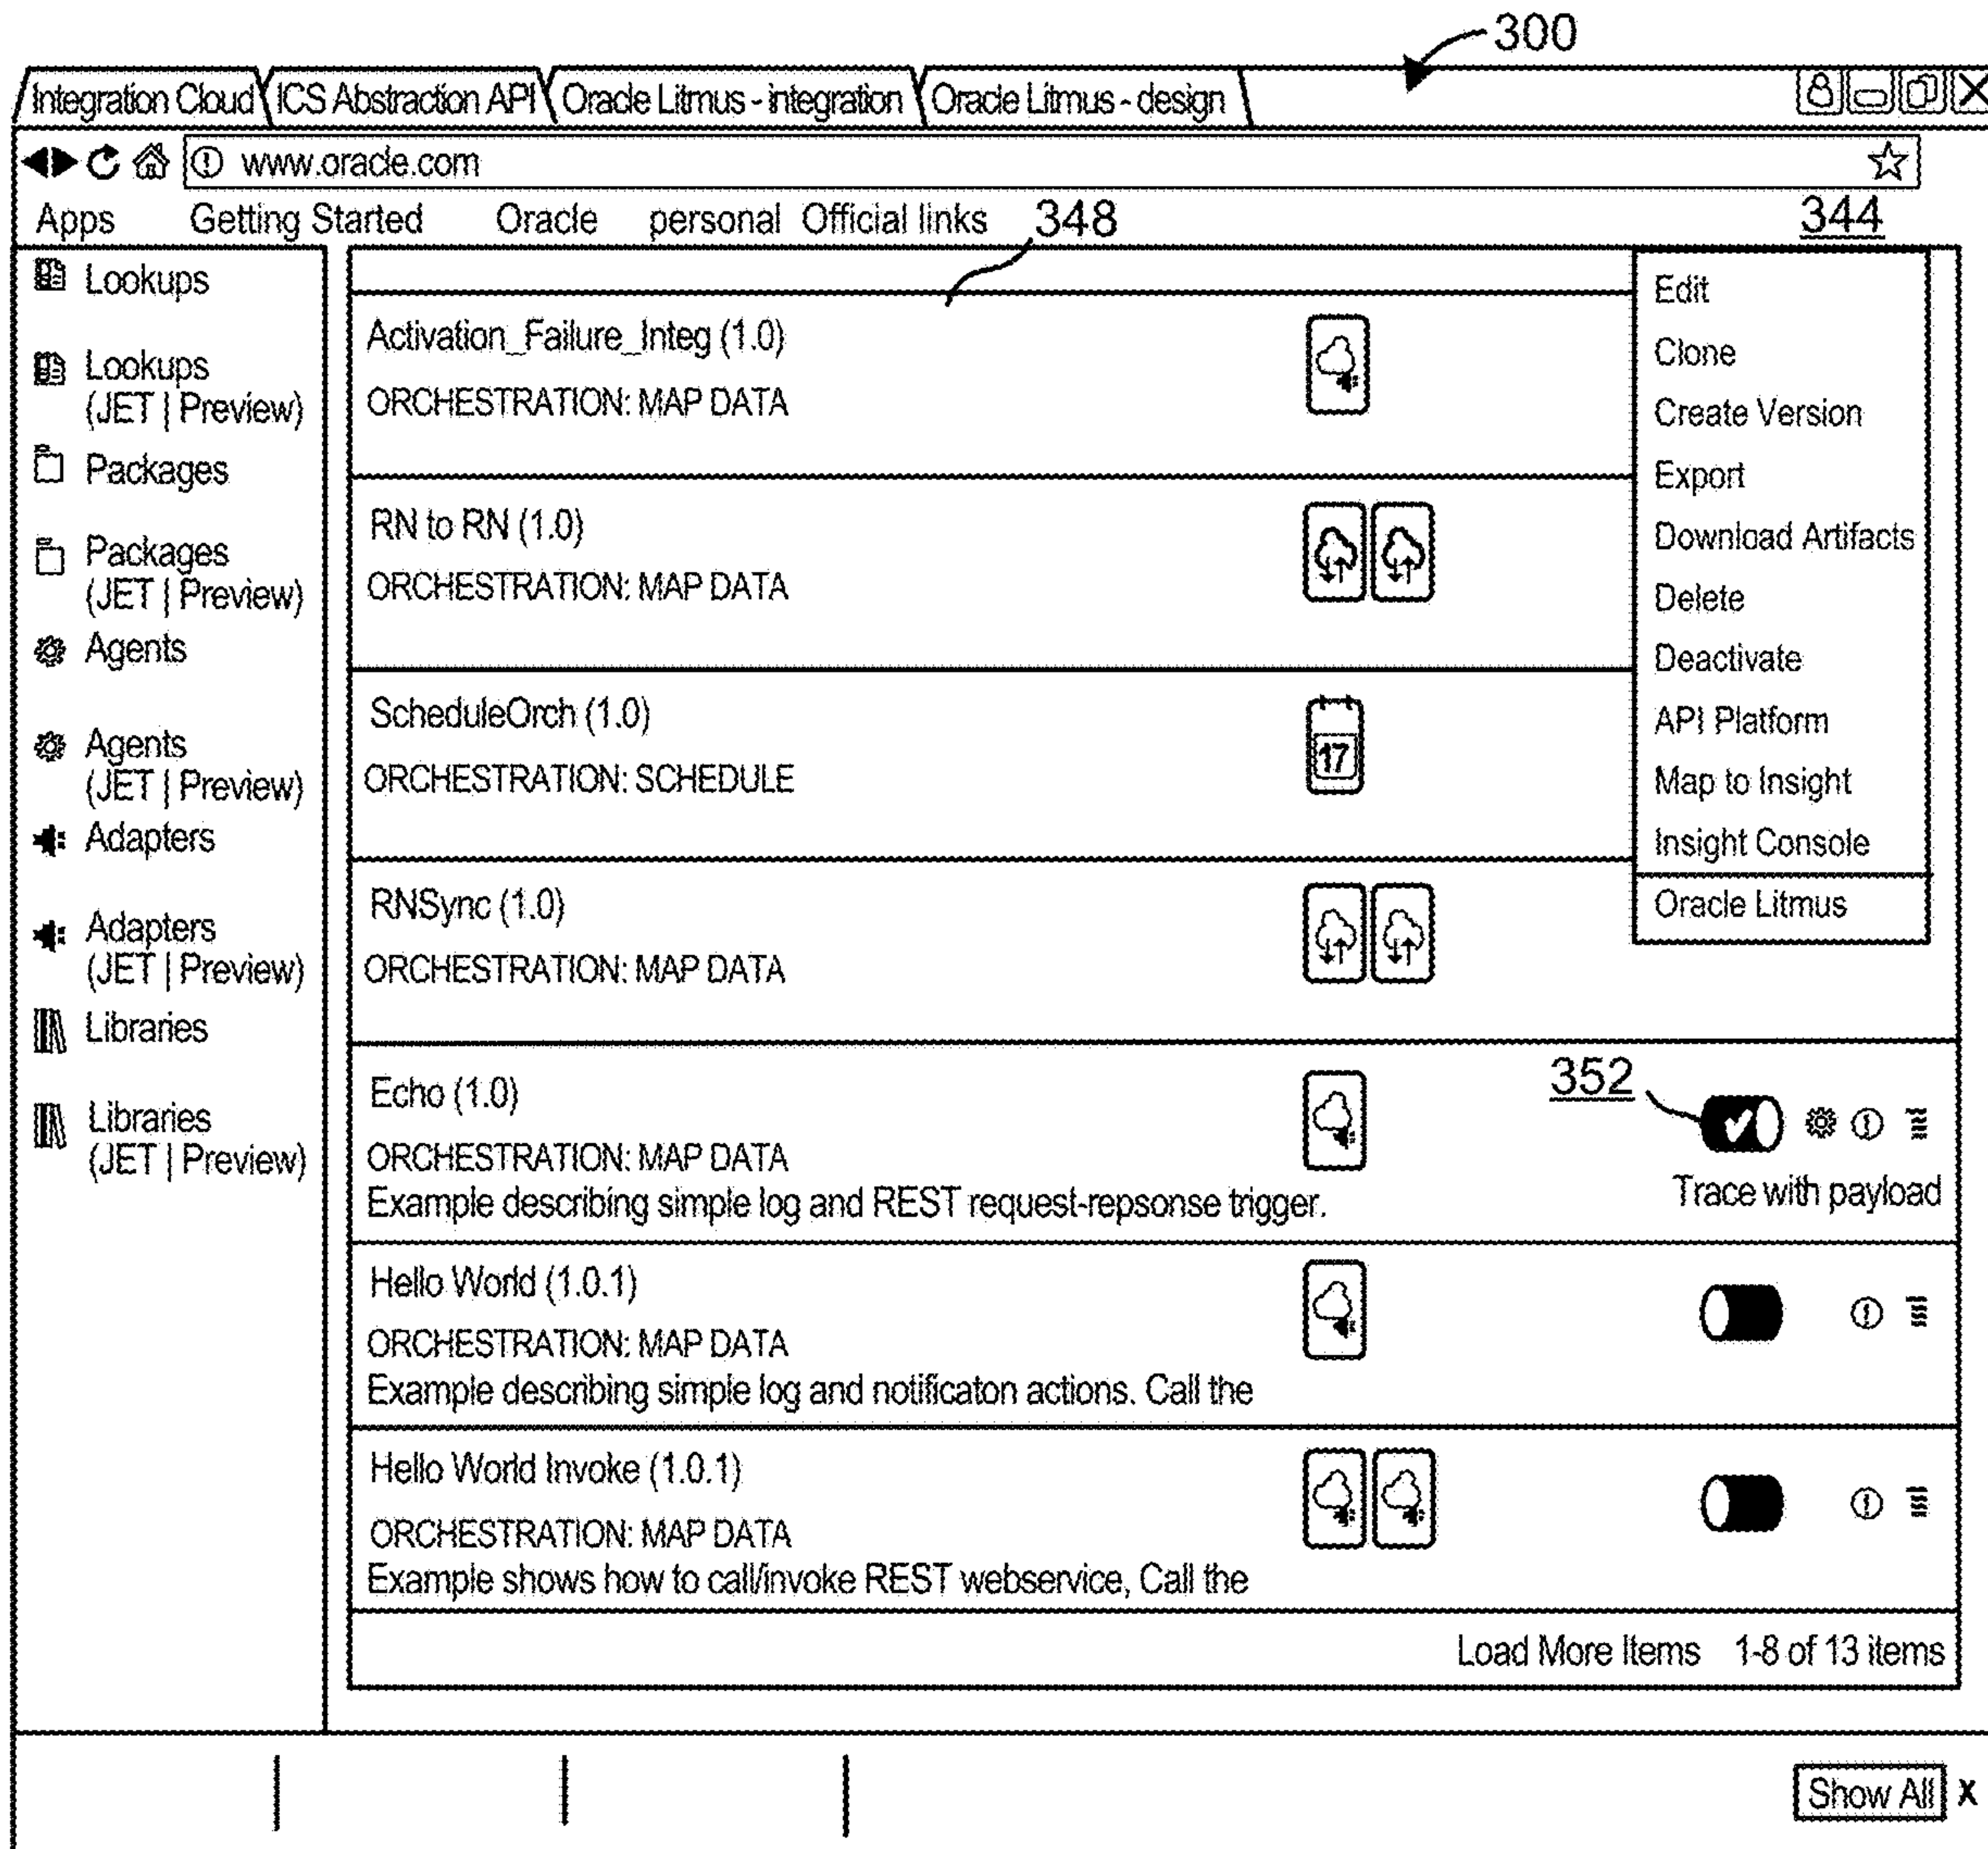 300
Integration Cloud ICS Abstraction API Oracle Litmus - integration Oracle Litmus - design
www.oracle.com
Apps Getting Started Oracle personal Official links 348 344
Lookups
Lookups
(JET | Preview)
Packages
Packages
(JET | Preview)
Agents
Agents
(JET | Preview)
Adapters
Adapters
(JET | Preview)
Libraries
Libraries
(JET | Preview)
Activation_Failure_Integ (1.0)
ORCHESTRATION: MAP DATA
RN to RN (1.0)
ORCHESTRATION: MAP DATA
ScheduleOrch (1.0)
17
ORCHESTRATION: SCHEDULE
RNSync (1.0)
ORCHESTRATION: MAP DATA
Edit
Clone
Create Version
Export
Download Artifacts
Delete
Deactivate
API Platform
Map to Insight
Insight Console
Oracle Litmus
Echo (1.0)
352
ORCHESTRATION: MAP DATA
Example describing simple log and REST request-repsonse trigger.
Trace with payload
Hello World (1.0.1)
ORCHESTRATION: MAP DATA
Example describing simple log and notificaton actions. Call the
Hello World Invoke (1.0.1)
ORCHESTRATION: MAP DATA
Example shows how to call/invoke REST webservice, Call the
Load More Items 1-8 of 13 items
Show All X